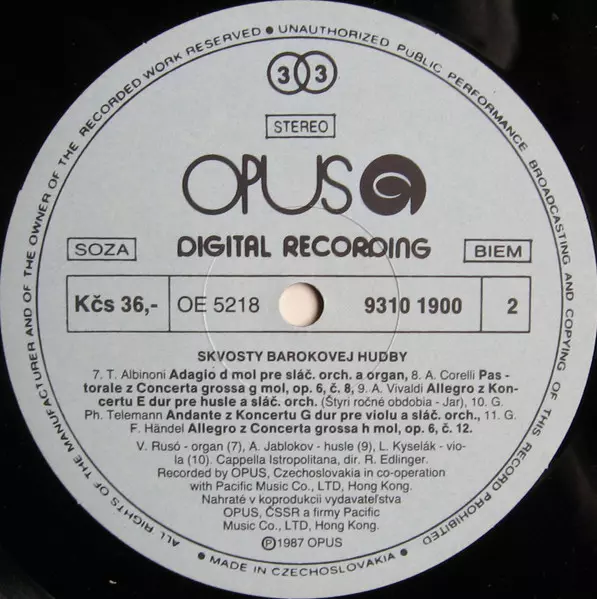 ALL RIGHTS OF THE MANUFACTURER AND OF THE OWNER OF THE RECORDED WORK RESERVED ● UNAUTHORIZED PUBLIC PERFORMANCE BROADCASTING AND COPYING OF THIS RECORD PROHIBITED
33
STEREO
OPUS
DIGITAL RECORDING
SOZA
BIEM
Kčs 36,-
OE 5218
9310 1900
2
SKVOSTY BAROKOVEJ HUDBY
7. T. Albinoni Adagio d mol pre sláč. orch. a organ, 8. A. Corelli Pas -
torale z Concerta grossa g mol, op. 6, č. 8, 9. A. Vivaldi Allegro z Kon-
certu E dur pre husle a sláč. orch. (Štyri ročné obdobia - Jar), 10. G.
Ph. Telemann Andante z Koncertu G dur pre violu a sláč. orch., 11. G.
F. Händel Allegro z Concerta grossa h mol, op. 6, č. 12.
V. Rusó - organ (7), A. Jablokov - husle (9), L. Kyselák - vio-
la (10). Cappella Istropolitana, dir. R. Edlinger.
Recorded by OPUS, Czechoslovakia in co-operation
with Pacific Music Co., LTD, Hong Kong.
Nahraté v koprodukcii vydavateľstva
OPUS, ČSSR a firmy Pacific
Music Co., LTD, Hong Kong.
℗1987 OPUS
● MADE IN CZECHOSLOVAKIA ●